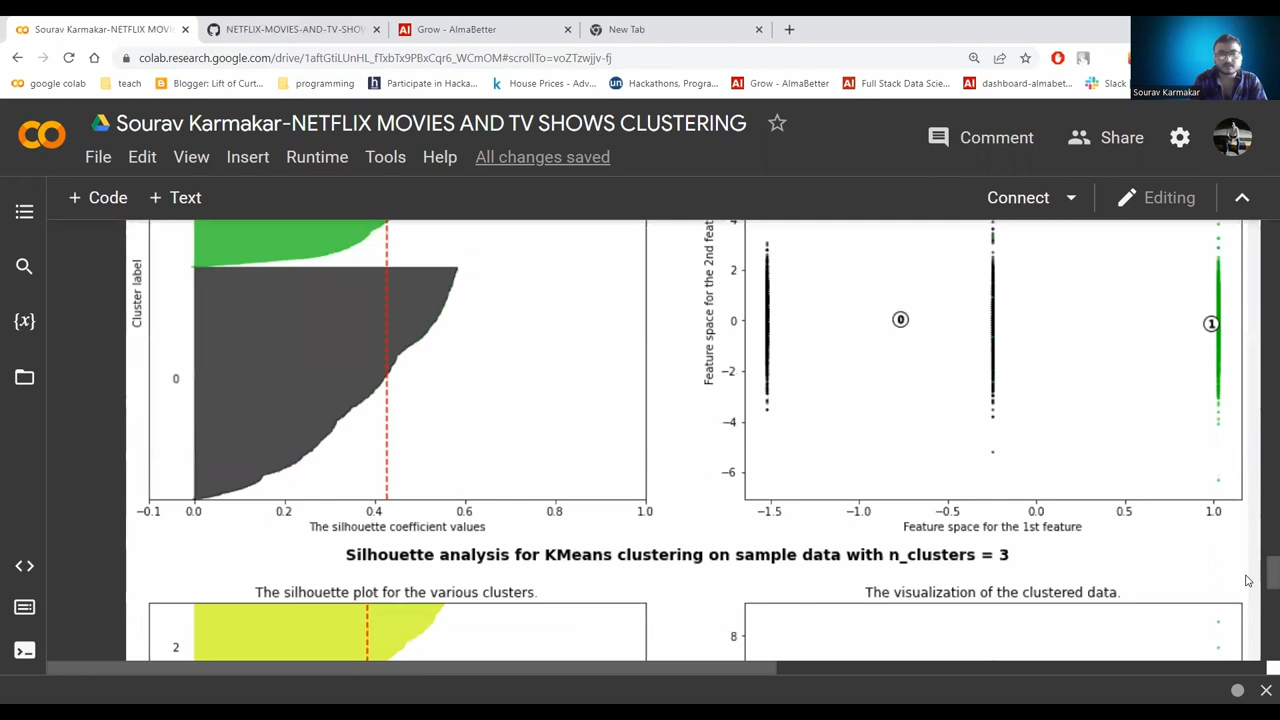 Sourav Karmakar-NETFLIX MOVI
NETFLIX-MOVIES-AND-TV-SHOW
Grow - AlmaBetter
New Tab
colab.research.google.com/drive/
#scrollTo=voZTzwjjv-fj
google colab
teach
Blogger: Lift of Curt...
programming
Participate in Hacka...
House Prices - Adv...
Hackathons, Progra...
Grow - AlmaBetter
Full Stack Data Scie...
dashboard-almabet...
Slack
Sourav Karmakar
Sourav Karmakar-NETFLIX MOVIES AND TV SHOWS CLUSTERING
Comment
Share
File Edit View Insert Runtime Tools Help All changes saved
+ Code + Text
Connect
Editing
Cluster label
0
−0.1 0.0 0.2 0.4 0.6 0.8 1.0
The silhouette coefficient values
Feature space for the 2nd feat
4
2
0
−2
−4
−6
0
1
−1.5 −1.0 −0.5 0.0 0.5 1.0
Feature space for the 1st feature
Silhouette analysis for KMeans clustering on sample data with n_clusters = 3
The silhouette plot for the various clusters.
2
The visualization of the clustered data.
8